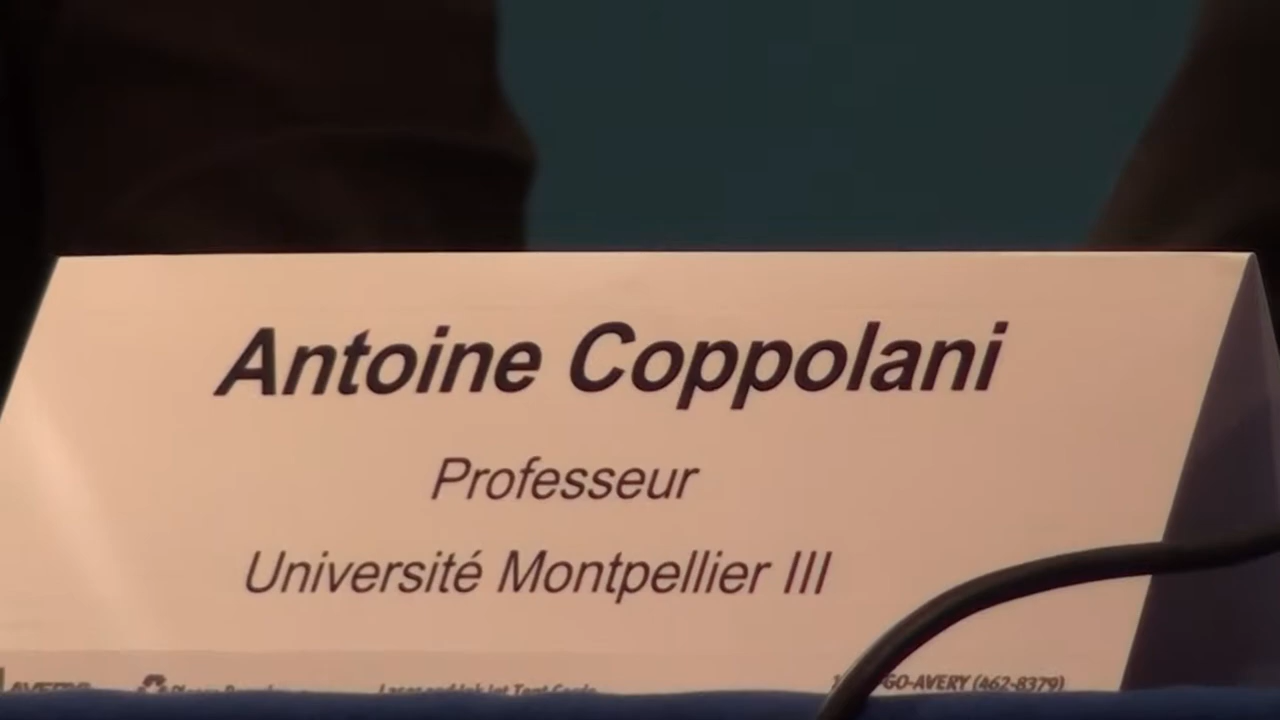 Antoine Coppolani
Professeur
Université Montpellier III
GO-AVERY (462-8379)